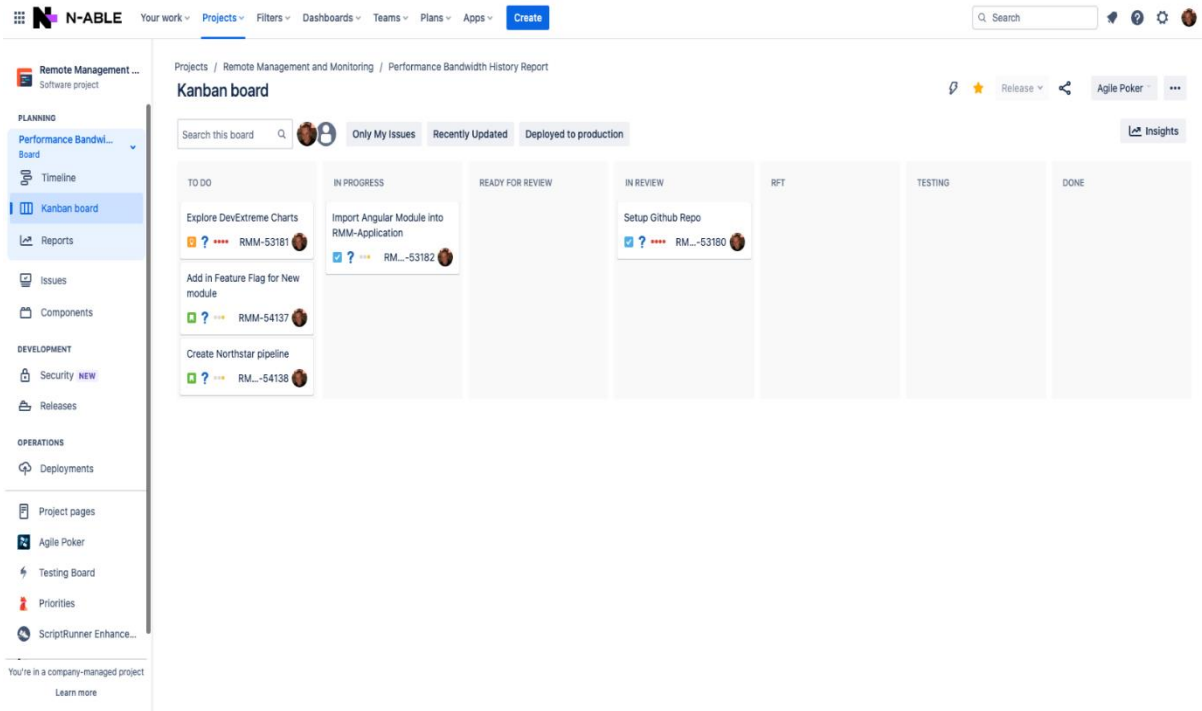 N-ABLE Your work Projects Filters Dashboards Teams Plans Apps Create Search
Remote Management ...
Software project
PLANNING
Performance Bandwi...
Board
Timeline
Kanban board
Reports
Issues
Components
DEVELOPMENT
Security NEW
Releases
OPERATIONS
Deployments
Project pages
Agile Poker
Testing Board
Priorities
ScriptRunner Enhance...
You're in a company-managed project
Learn more
Projects / Remote Management and Monitoring / Performance Bandwidth History Report
Kanban board
Release Agile Poker
Search this board Only My Issues Recently Updated Deployed to production Insights
TO DO
Explore DevExtreme Charts
RMM-53181
Add in Feature Flag for New
module
RMM-54137
Create Northstar pipeline
RM...-54138
IN PROGRESS
Import Angular Module into
RMM-Application
RM...-53182
READY FOR REVIEW
IN REVIEW
Setup Github Repo
RM...-53180
RFT
TESTING
DONE